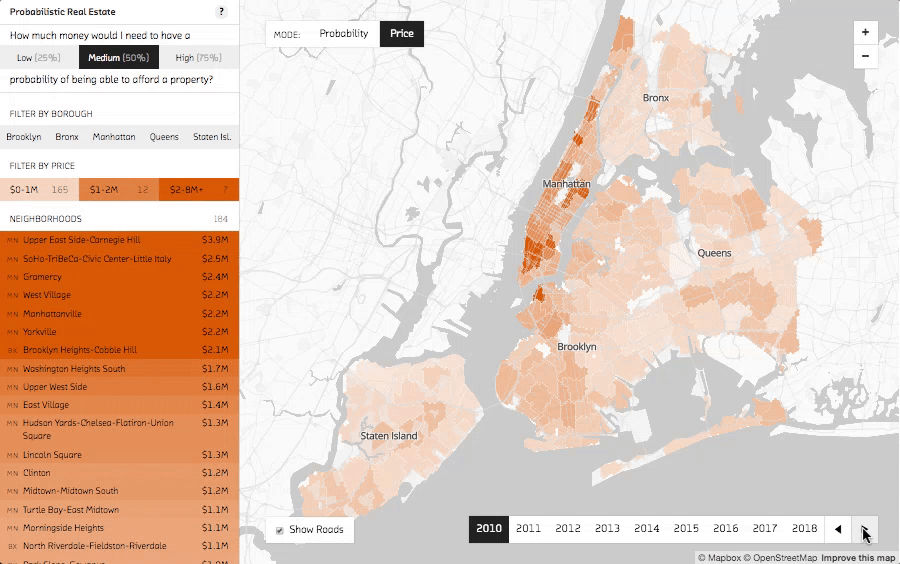 Probabilistic Real Estate ?
How much money would I need to have a
Low (25%) Medium (50%) High (75%)
probability of being able to afford a property?
FILTER BY BOROUGH
Brooklyn Bronx Manhattan Queens Staten Isl.
FILTER BY PRICE
$0-1M 165 $1-2M 12 $2-8M+ 7
NEIGHBORHOODS 184
MN Upper East Side-Carnegie Hill $3.9M
MN SoHo-TriBeCa-Civic Center-Little Italy $2.5M
MN Gramercy $2.4M
MN West Village $2.2M
MN Manhattanville $2.2M
MN Yorkville $2.2M
BK Brooklyn Heights-Cobble Hill $2.1M
MN Washington Heights South $1.7M
MN Upper West Side $1.6M
MN East Village $1.4M
MN Hudson Yards-Chelsea-Flatiron-Union
Square $1.3M
MN Lincoln Square $1.3M
MN Clinton $1.2M
MN Midtown-Midtown South $1.2M
MN Turtle Bay-East Midtown $1.1M
MN Morningside Heights $1.1M
BX North Riverdale-Fieldston-Riverdale $1.1M
MODE: Probability Price
+
−
Bronx
Manhattan
Queens
Brooklyn
Staten Island
Show Roads
2010 2011 2012 2013 2014 2015 2016 2017 2018
© Mapbox © OpenStreetMap Improve this map